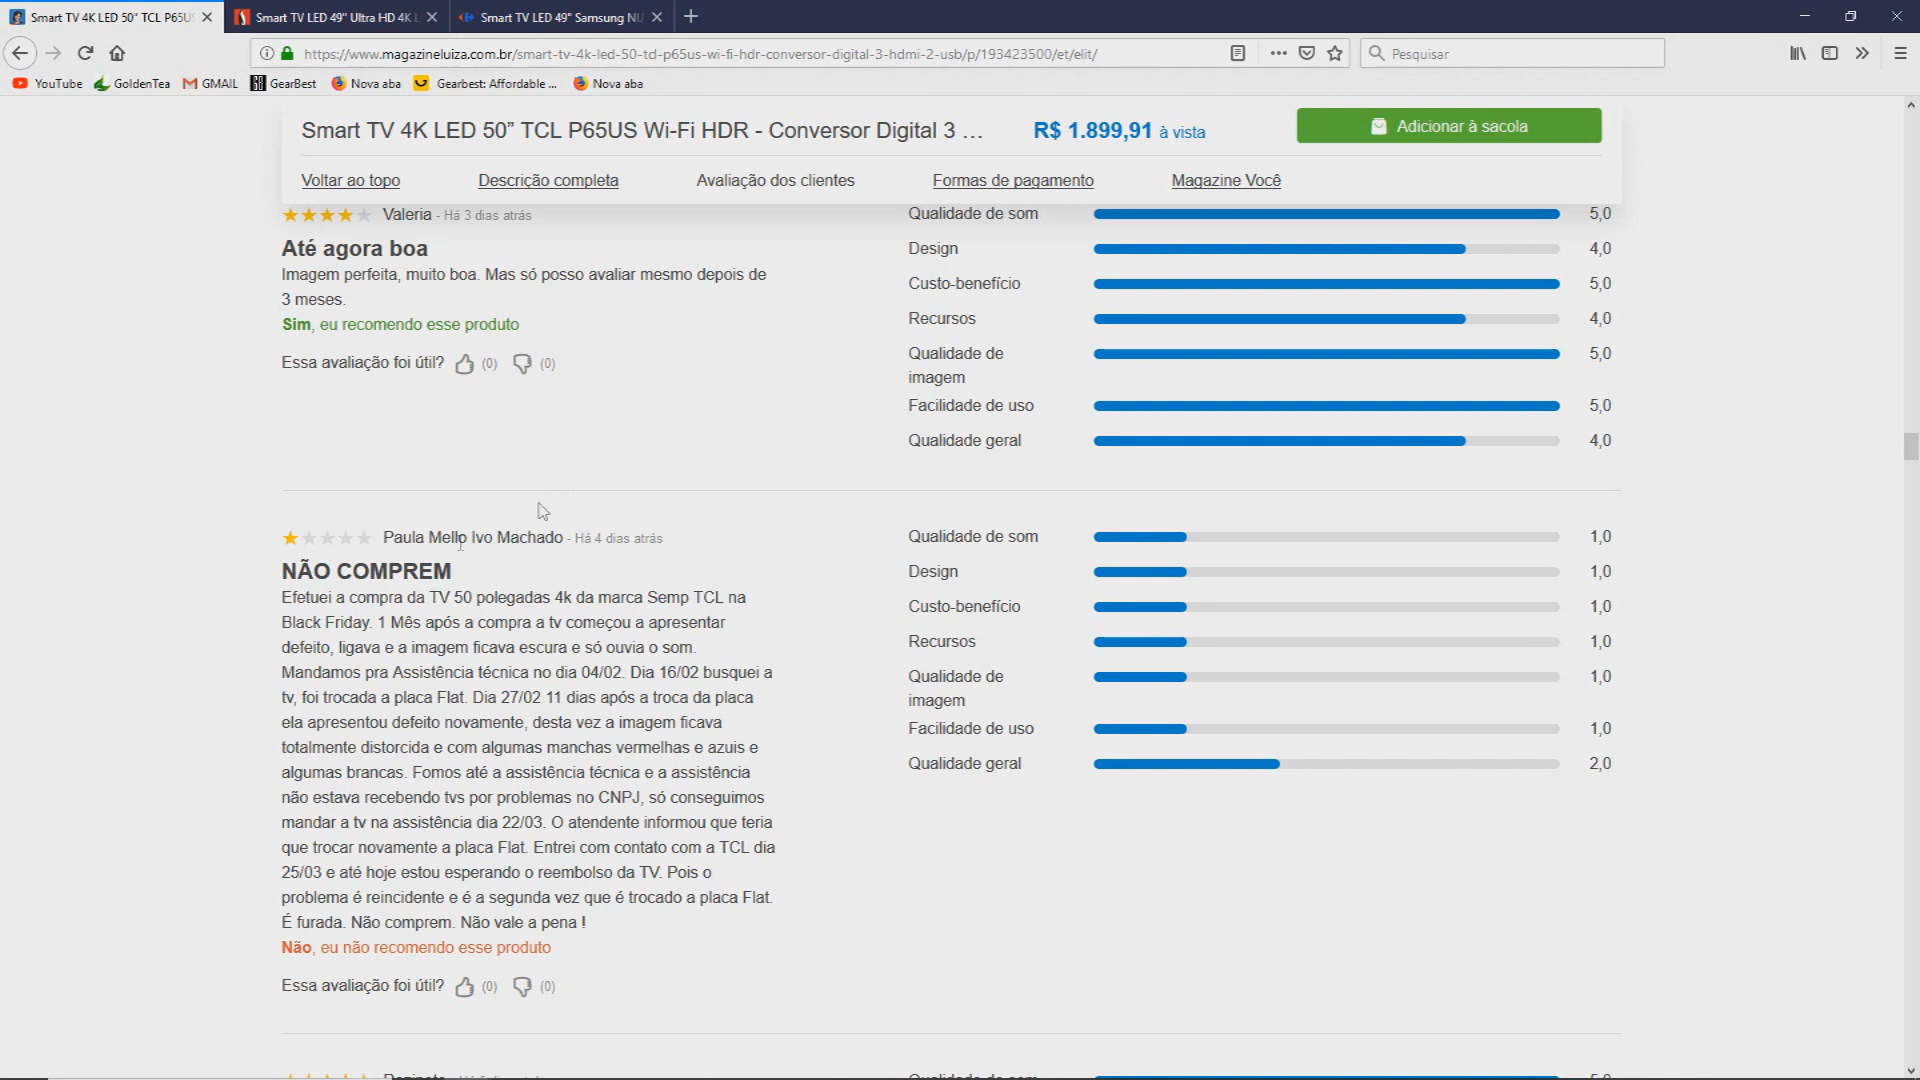 Smart TV 4K LED 50" TCL P65US
Smart TV LED 49" Ultra HD 4K L
Smart TV LED 49" Samsung NU
https://www.magazineluiza.com.br/smart-tv-4k-led-50-tcl-p65us-wi-fi-hdr-conversor-digital-3-hdmi-2-usb/p/193423500/et/elit/
Pesquisar
YouTube
GoldenTea
GMAIL
GearBest
Nova aba
Gearbest: Affordable ...
Nova aba
Smart TV 4K LED 50” TCL P65US Wi-Fi HDR - Conversor Digital 3 ...
R$ 1.899,91 à vista
Adicionar à sacola
Voltar ao topo
Descrição completa
Avaliação dos clientes
Formas de pagamento
Magazine Você
Valeria - Há 3 dias atrás
Até agora boa
Imagem perfeita, muito boa. Mas só posso avaliar mesmo depois de
3 meses.
Sim, eu recomendo esse produto
Essa avaliação foi útil? (0) (0)
Qualidade de som 5,0
Design 4,0
Custo-benefício 5,0
Recursos 4,0
Qualidade de 5,0
imagem
Facilidade de uso 5,0
Qualidade geral 4,0
Paula Mello Ivo Machado - Há 4 dias atrás
NÃO COMPREM
Efetuei a compra da TV 50 polegadas 4k da marca Semp TCL na
Black Friday. 1 Mês após a compra a tv começou a apresentar
defeito, ligava e a imagem ficava escura e só ouvia o som.
Mandamos pra Assistência técnica no dia 04/02. Dia 16/02 busquei a
tv, foi trocada a placa Flat. Dia 27/02 11 dias após a troca da placa
ela apresentou defeito novamente, desta vez a imagem ficava
totalmente distorcida e com algumas manchas vermelhas e azuis e
algumas brancas. Fomos até a assistência técnica e a assistência
não estava recebendo tvs por problemas no CNPJ, só conseguimos
mandar a tv na assistência dia 22/03. O atendente informou que teria
que trocar novamente a placa Flat. Entrei com contato com a TCL dia
25/03 e até hoje estou esperando o reembolso da TV. Pois o
problema é reincidente e é a segunda vez que é trocado a placa Flat.
É furada. Não comprem. Não vale a pena !
Não, eu não recomendo esse produto
Essa avaliação foi útil? (0) (0)
Qualidade de som 1,0
Design 1,0
Custo-benefício 1,0
Recursos 1,0
Qualidade de 1,0
imagem
Facilidade de uso 1,0
Qualidade geral 2,0